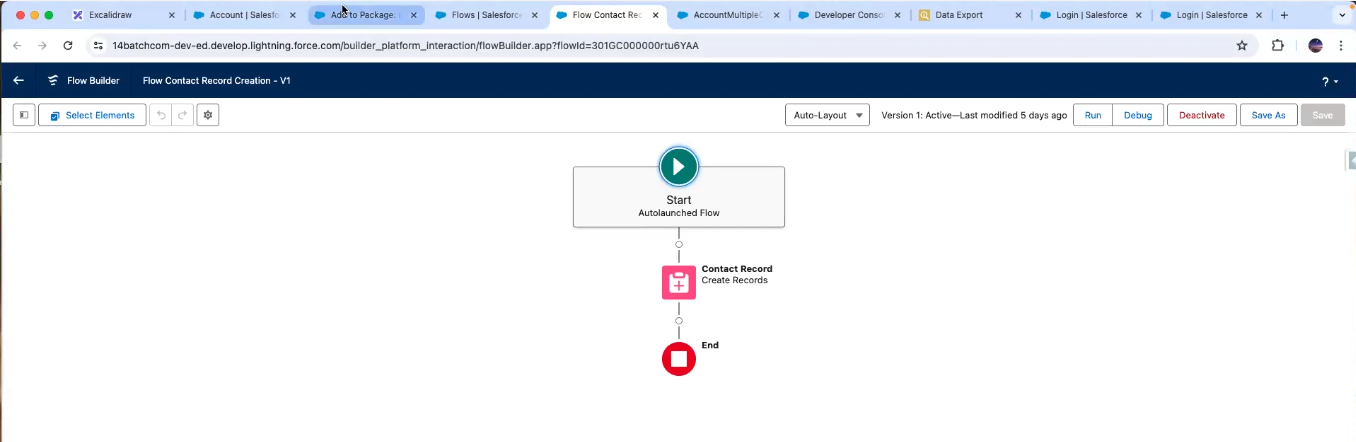 Excalidraw
Account | Salesfo
Add to Package:
Flows | Salesforce
Flow Contact Rec
AccountMultipleC
Developer Conso
Data Export
Login | Salesforce
Login | Salesforce
14batchcom-dev-ed.develop.lightning.force.com/builder_platform_interaction/flowBuilder.app?flowId=301GC000000rtu6YAA
Flow Builder Flow Contact Record Creation - V1 ?
Select Elements Auto-Layout Version 1: Active—Last modified 5 days ago Run Debug Deactivate Save As Save
Start
Autolaunched Flow
Contact Record
Create Records
End